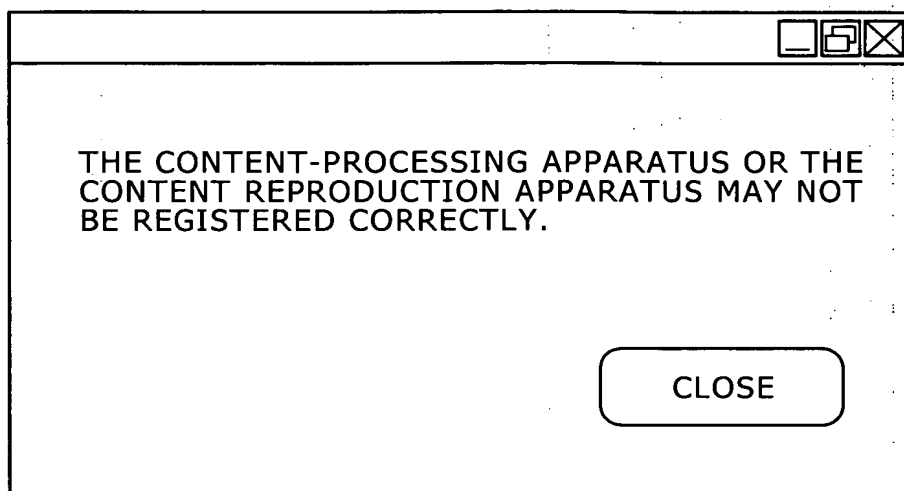 THE CONTENT-PROCESSING APPARATUS OR THE
CONTENT REPRODUCTION APPARATUS MAY NOT
BE REGISTERED CORRECTLY.
CLOSE